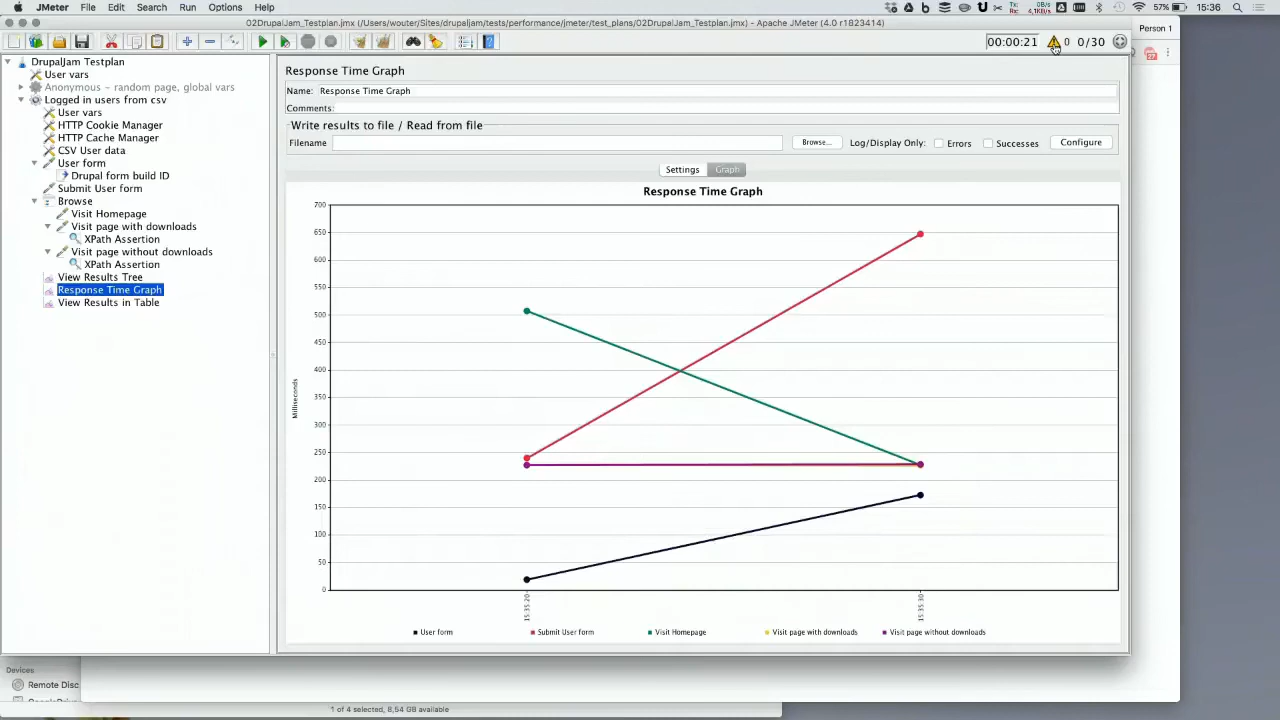 JMeter File Edit Search Run Options Help
57% 15:36
02DrupalJam_Testplan.jmx (/Users/wouter/Sites/drupaljam/tests/performance/jmeter/test_plans/02DrupalJam_Testplan.jmx) - Apache JMeter (4.0 r1823414)
Person 1
00:00:21 0 0/30
DrupalJam Testplan
User vars
Anonymous - random page, global vars
Logged in users from csv
User vars
HTTP Cookie Manager
HTTP Cache Manager
CSV User data
User form
Drupal form build ID
Submit User form
Browse
Visit Homepage
Visit page with downloads
XPath Assertion
Visit page without downloads
XPath Assertion
View Results Tree
Response Time Graph
View Results in Table
Response Time Graph
Name: Response Time Graph
Comments:
Write results to file / Read from file
Filename Browse... Log/Display Only: Errors Successes Configure
Settings Graph
Response Time Graph
700
650
600
550
500
450
400
350
300
250
200
150
100
50
0
Milliseconds
15:35:20 15:35:30
User form Submit User form Visit Homepage Visit page with downloads Visit page without downloads
Devices
Remote Disc
1 of 4 selected, 8,54 GB available